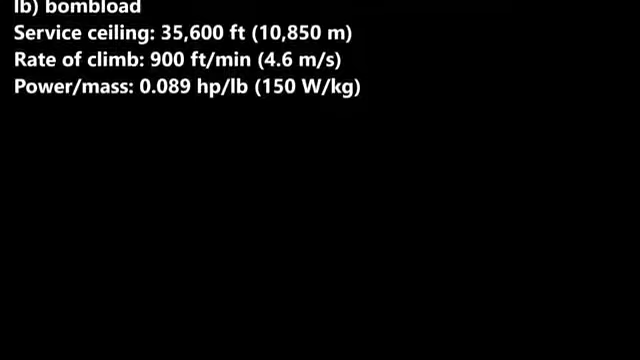 lb) bombload
Service ceiling: 35,600 ft (10,850 m)
Rate of climb: 900 ft/min (4.6 m/s)
Power/mass: 0.089 hp/lb (150 W/kg)